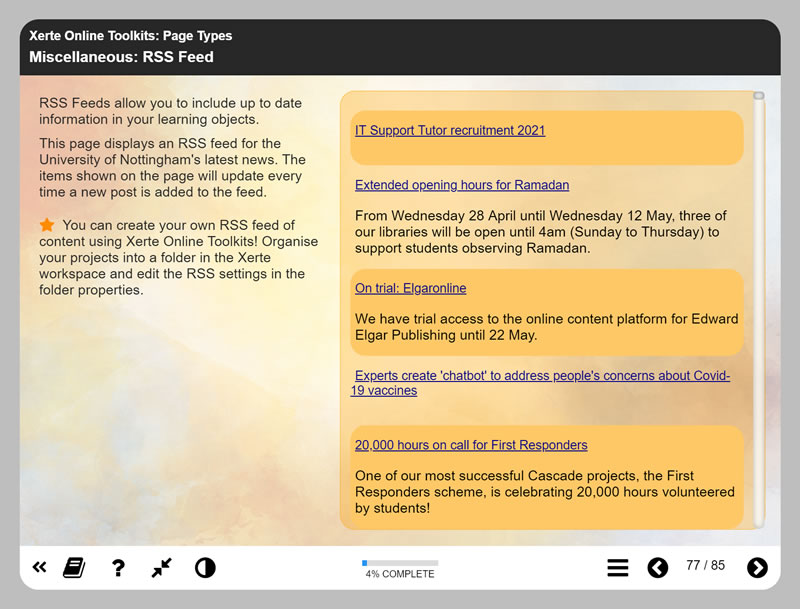 Xerte Online Toolkits: Page Types
Miscellaneous: RSS Feed
RSS Feeds allow you to include up to date
information in your learning objects.
This page displays an RSS feed for the
University of Nottingham's latest news. The
items shown on the page will update every
time a new post is added to the feed.
You can create your own RSS feed of
content using Xerte Online Toolkits! Organise
your projects into a folder in the Xerte
workspace and edit the RSS settings in the
folder properties.
IT Support Tutor recruitment 2021
Extended opening hours for Ramadan
From Wednesday 28 April until Wednesday 12 May, three of
our libraries will be open until 4am (Sunday to Thursday) to
support students observing Ramadan.
On trial: Elgaronline
We have trial access to the online content platform for Edward
Elgar Publishing until 22 May.
Experts create 'chatbot' to address people's concerns about Covid-
19 vaccines
20,000 hours on call for First Responders
One of our most successful Cascade projects, the First
Responders scheme, is celebrating 20,000 hours volunteered
by students!
4% COMPLETE
77 / 85